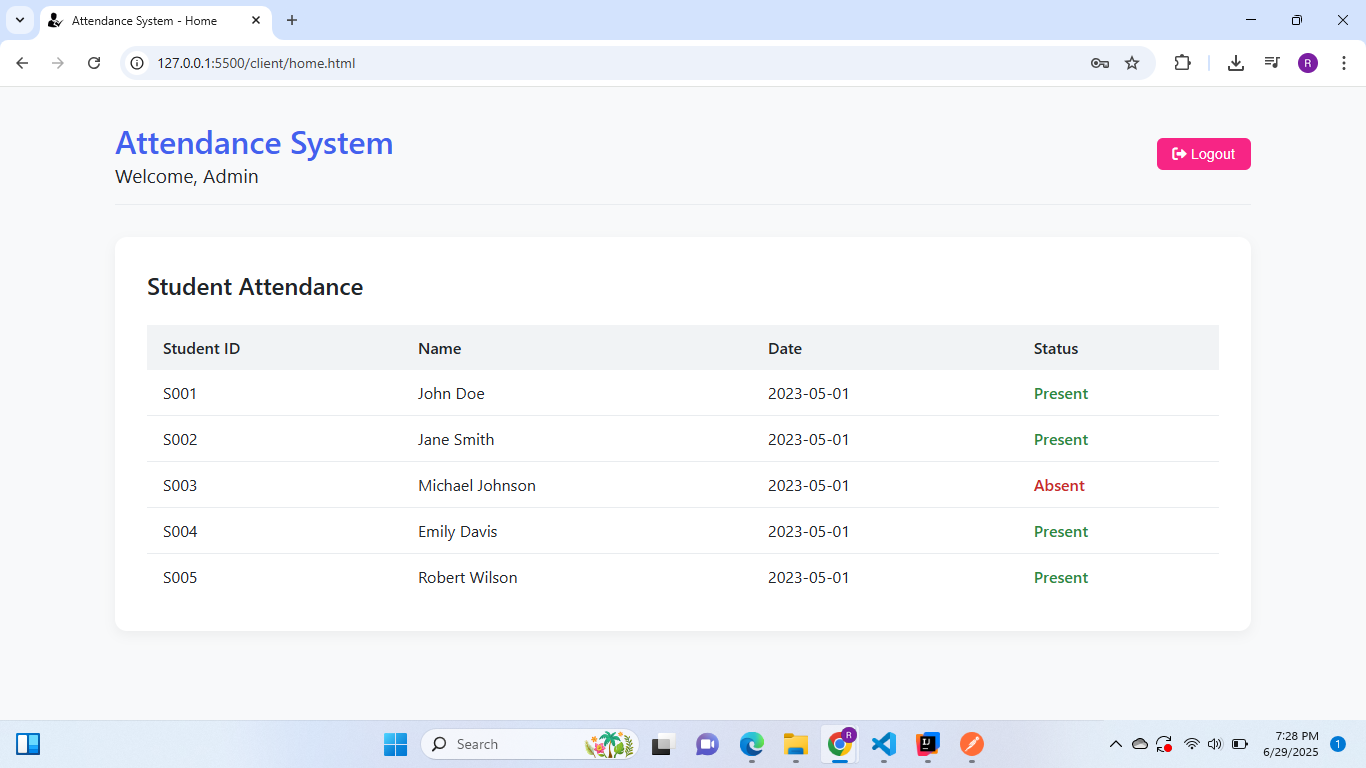 Attendance System - Home
127.0.0.1:5500/client/home.html
R
Attendance System
Welcome, Admin
Logout
Student Attendance
Student ID Name Date Status
S001 John Doe 2023-05-01 Present
S002 Jane Smith 2023-05-01 Present
S003 Michael Johnson 2023-05-01 Absent
S004 Emily Davis 2023-05-01 Present
S005 Robert Wilson 2023-05-01 Present
Search
R
IJ
7:28 PM
6/29/2025
1